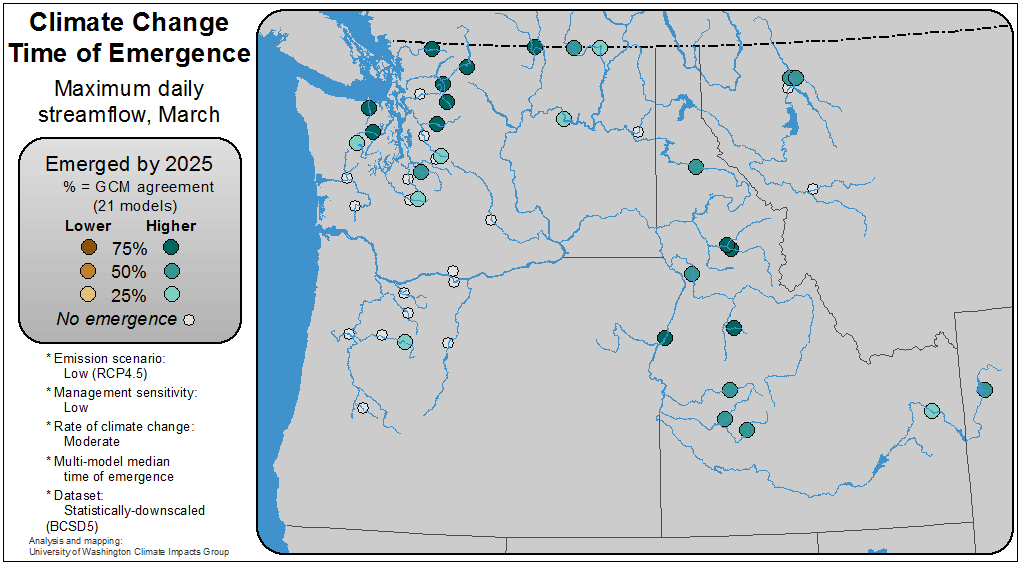 Climate Change
Time of Emergence
Maximum daily
streamflow, March
Emerged by 2025
% = GCM agreement
(21 models)
Lower Higher
75%
50%
25%
No emergence
* Emission scenario:
Low (RCP4.5)
* Management sensitivity:
Low
* Rate of climate change:
Moderate
* Multi-model median
time of emergence
* Dataset:
Statistically-downscaled
(BCSD5)
Analysis and mapping:
University of Washington Climate Impacts Group